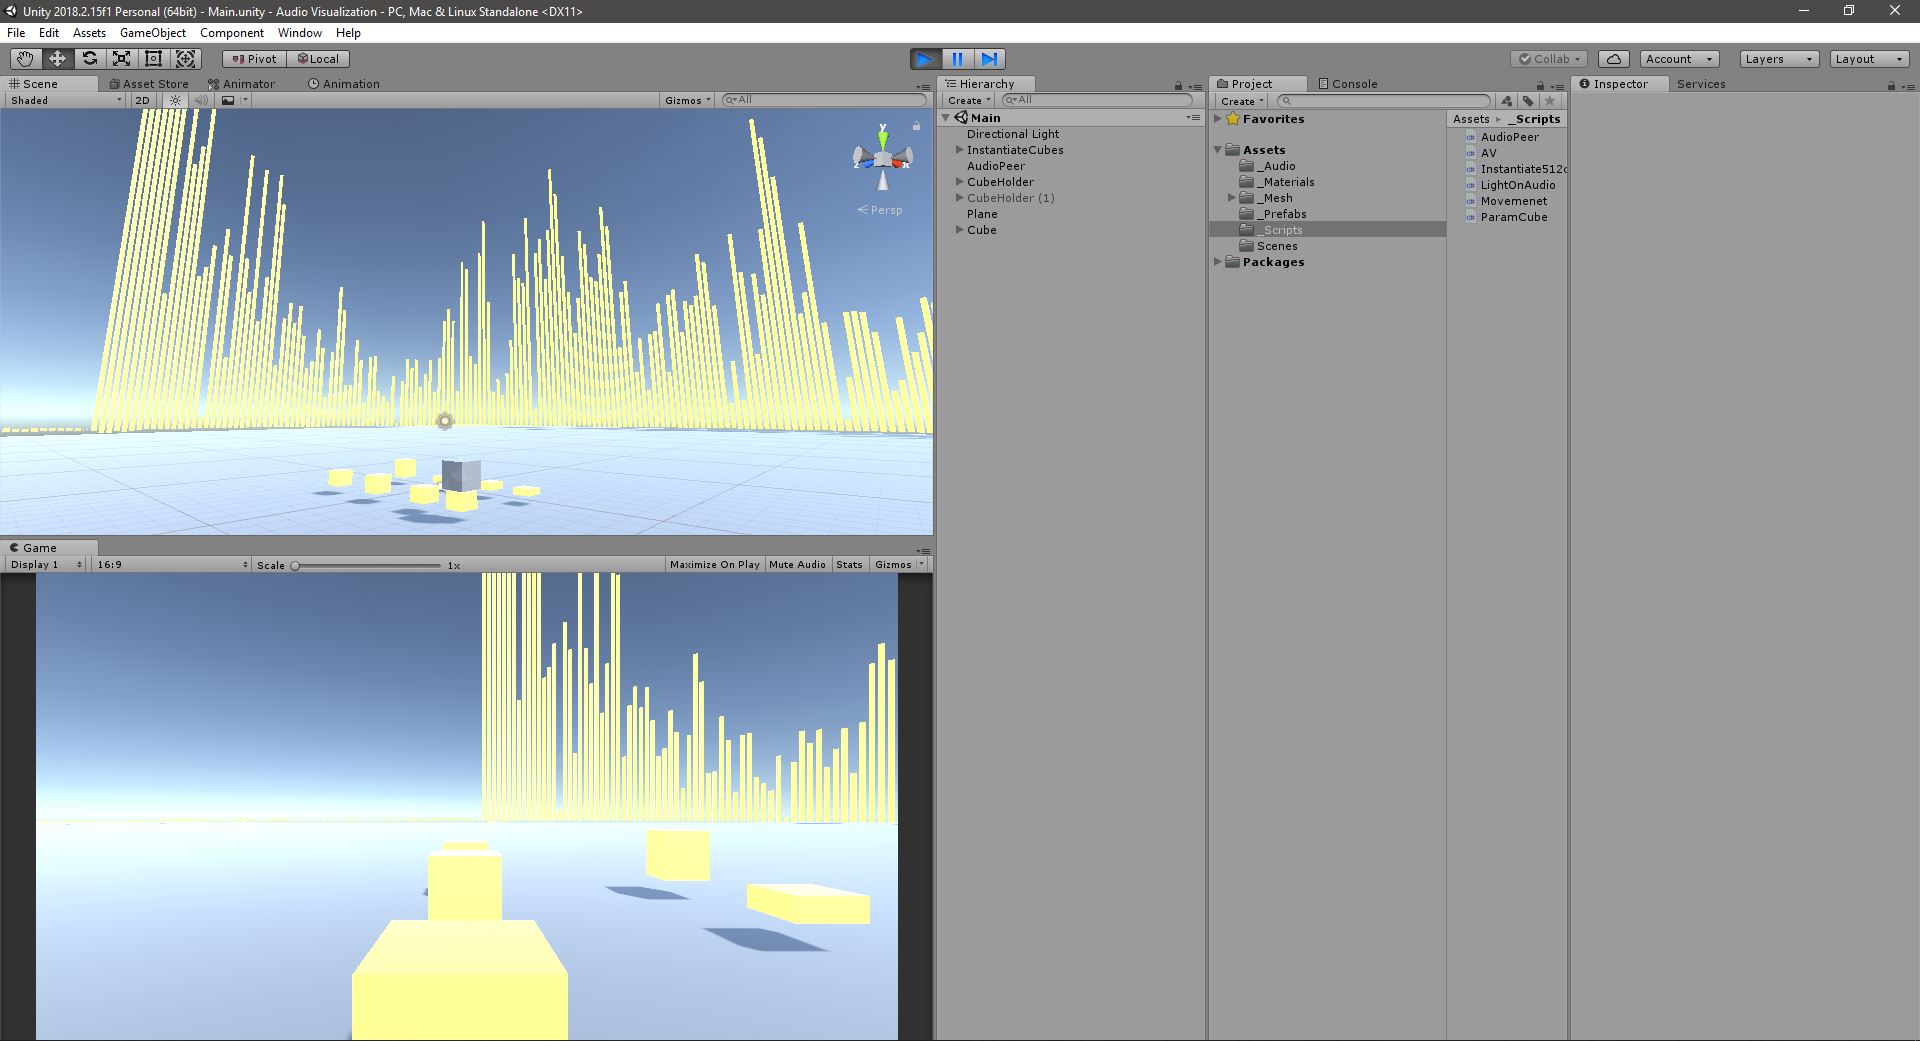 Unity 2018.2.15f1 Personal (64bit) - Main.unity - Audio Visualization - PC, Mac & Linux Standalone <DX11>
File Edit Assets GameObject Component Window Help
Pivot Local Collab Account Layers Layout
Scene Asset Store Animator Animation
Shaded 2D Gizmos All
y
x
z
Persp
Game
Display 1 16:9 Scale 1x Maximize On Play Mute Audio Stats Gizmos
Hierarchy
Create All
Main
Directional Light
InstantiateCubes
AudioPeer
CubeHolder
CubeHolder (1)
Plane
Cube
Project Console
Create
Favorites
Assets
_Audio
_Materials
_Mesh
_Prefabs
_Scripts
Scenes
Packages
Assets _Scripts
AudioPeer
AV
Instantiate512c
LightOnAudio
Movemenet
ParamCube
Inspector Services